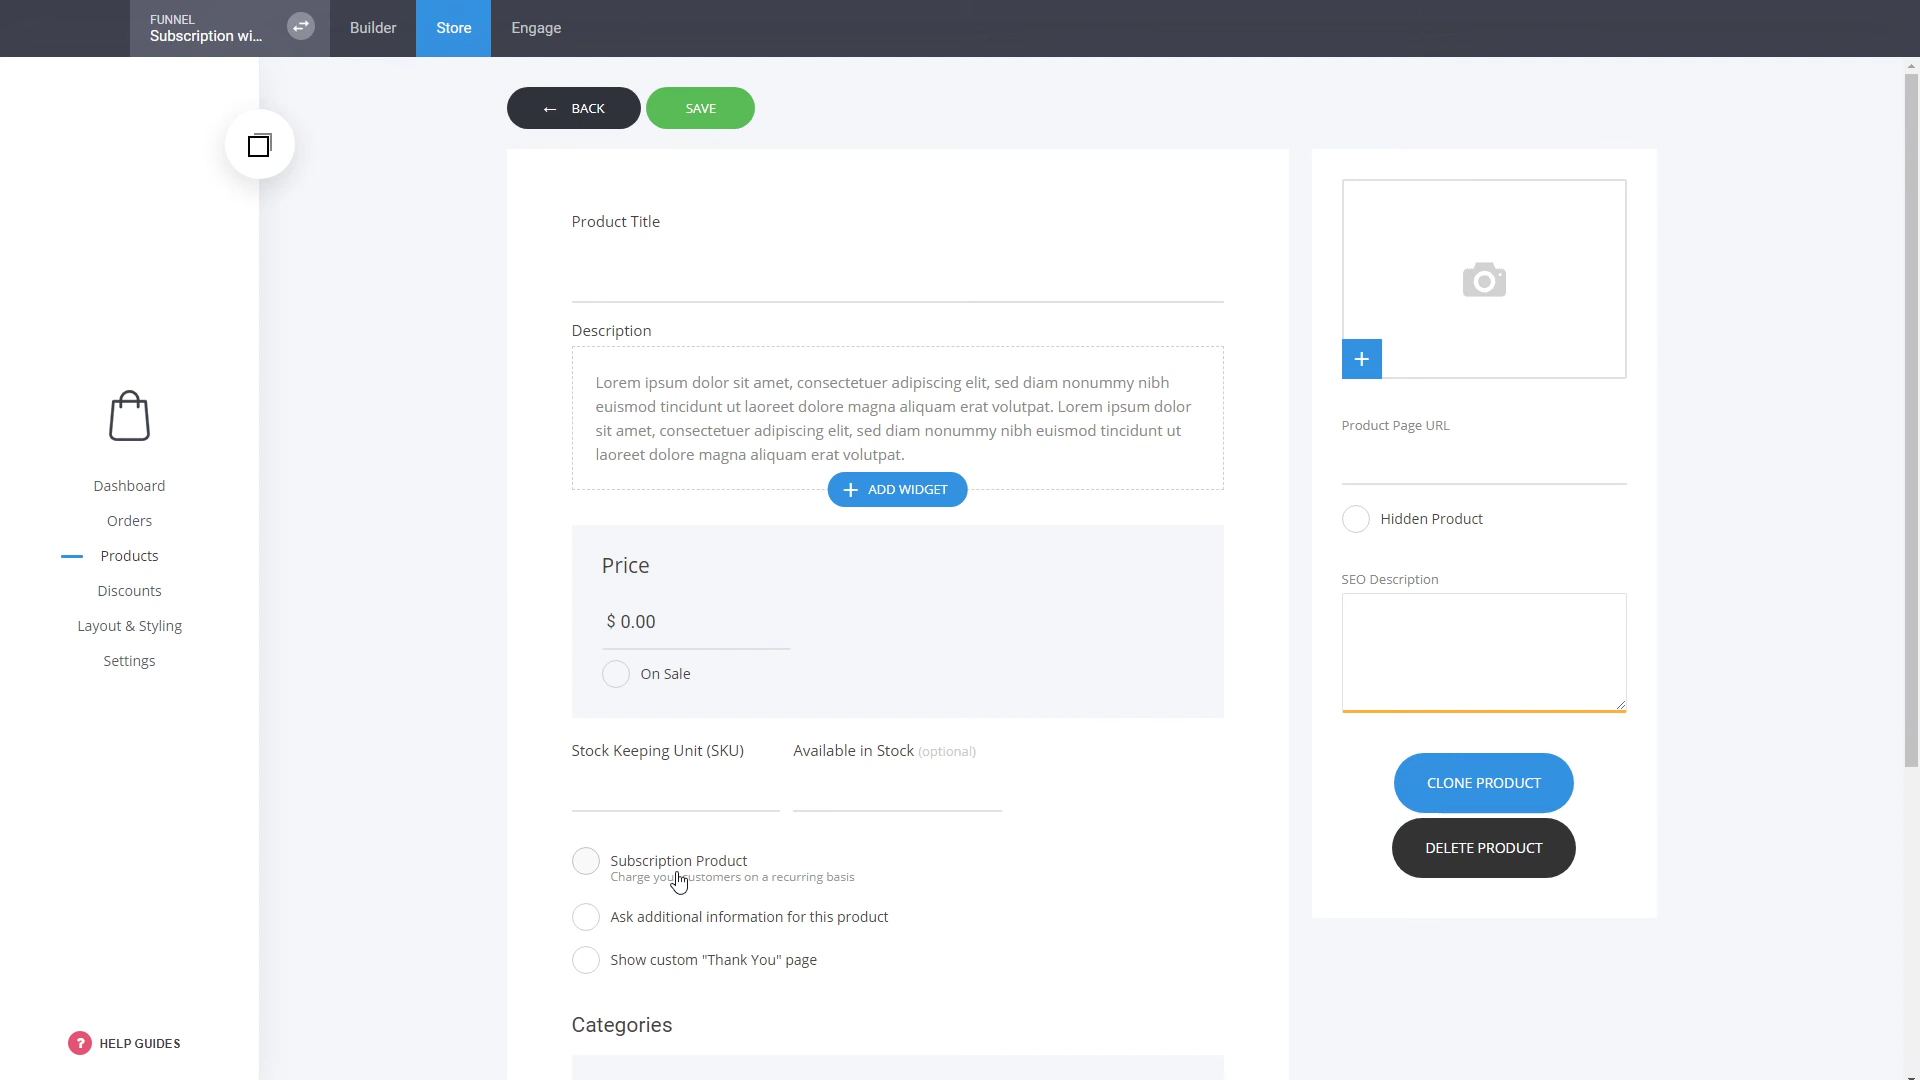 FUNNEL
Subscription wi...
Builder
Store
Engage
← BACK
SAVE
Product Title
Description
Lorem ipsum dolor sit amet, consectetuer adipiscing elit, sed diam nonummy nibh
euismod tincidunt ut laoreet dolore magna aliquam erat volutpat. Lorem ipsum dolor
sit amet, consectetuer adipiscing elit, sed diam nonummy nibh euismod tincidunt ut
laoreet dolore magna aliquam erat volutpat.
+ ADD WIDGET
Price
$ 0.00
On Sale
Stock Keeping Unit (SKU)
Available in Stock (optional)
Subscription Product
Charge your customers on a recurring basis
Ask additional information for this product
Show custom "Thank You" page
Categories
Product Page URL
Hidden Product
SEO Description
CLONE PRODUCT
DELETE PRODUCT
Dashboard
Orders
Products
Discounts
Layout & Styling
Settings
? HELP GUIDES